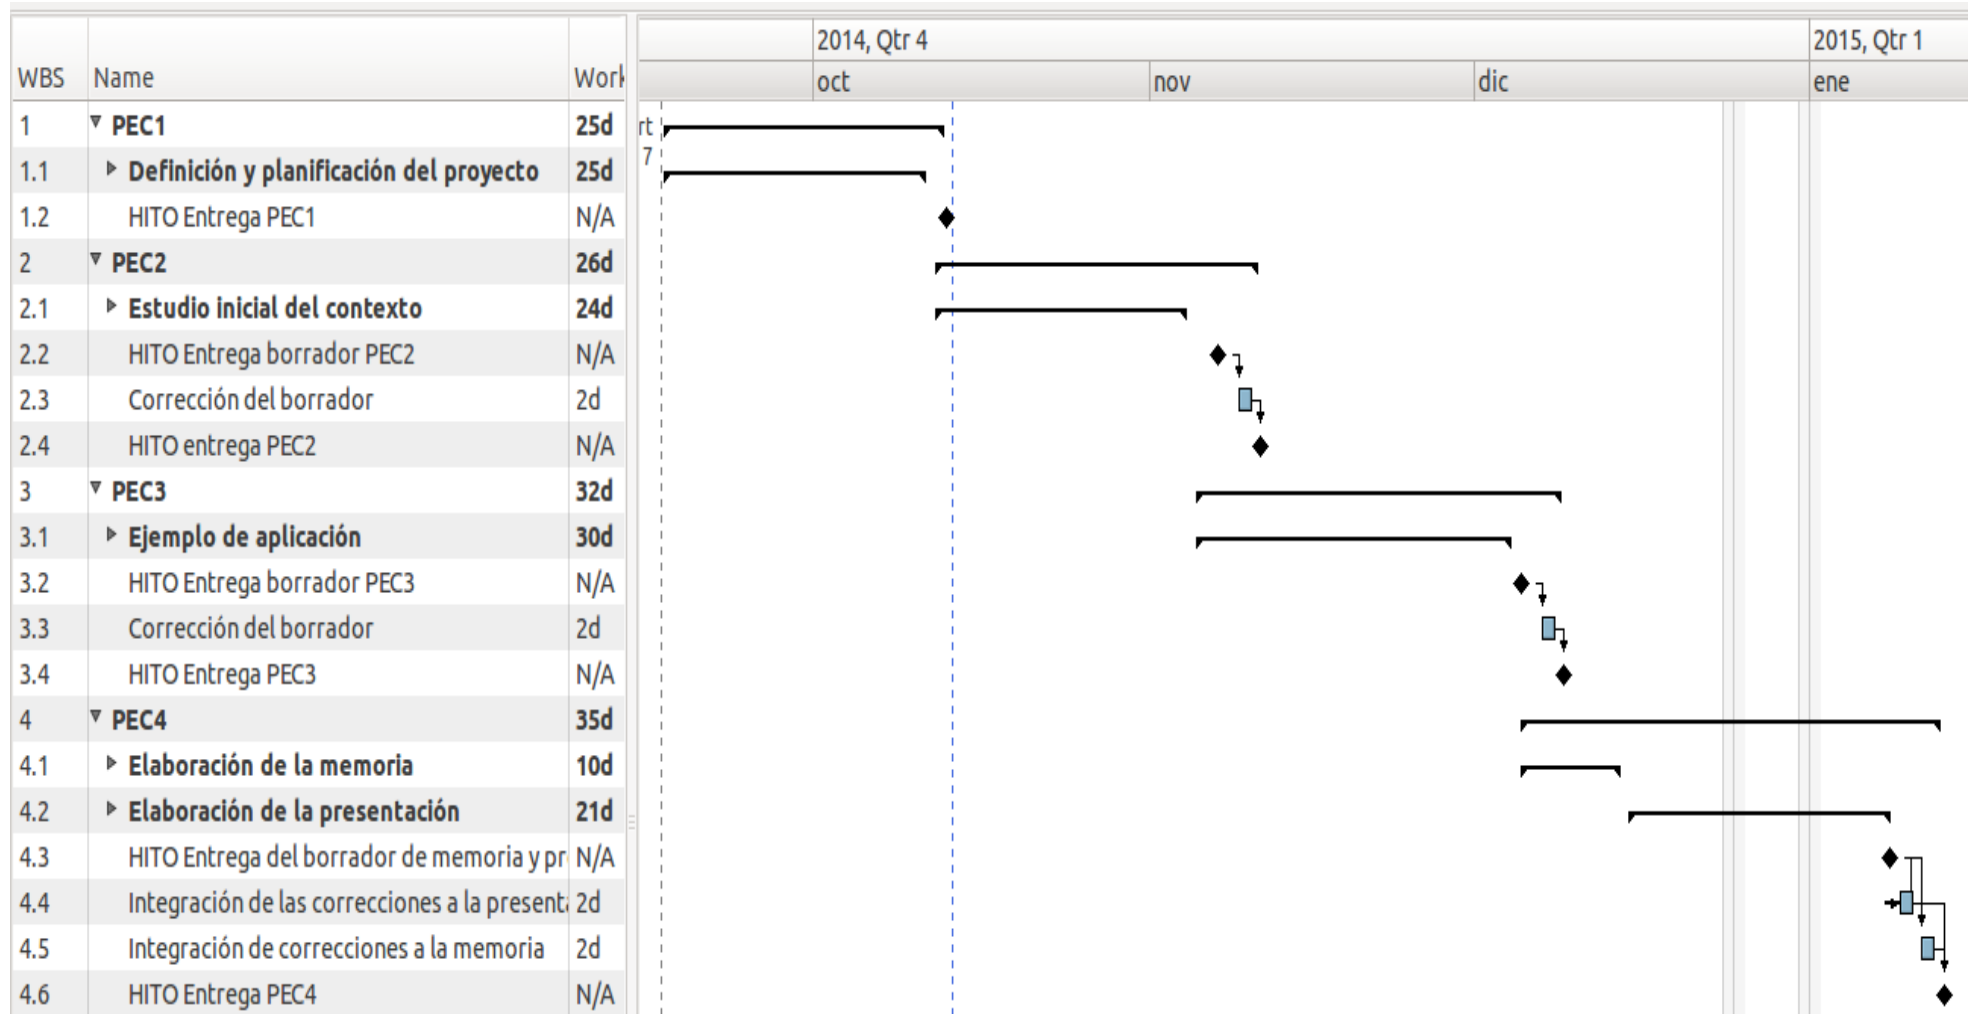 2014, Qtr 4 2015, Qtr 1
WBS Name Work oct nov dic ene
1 PEC1 25d rt
7
1.1 Definición y planificación del proyecto 25d
1.2 HITO Entrega PEC1 N/A
2 PEC2 26d
2.1 Estudio inicial del contexto 24d
2.2 HITO Entrega borrador PEC2 N/A
2.3 Corrección del borrador 2d
2.4 HITO entrega PEC2 N/A
3 PEC3 32d
3.1 Ejemplo de aplicación 30d
3.2 HITO Entrega borrador PEC3 N/A
3.3 Corrección del borrador 2d
3.4 HITO Entrega PEC3 N/A
4 PEC4 35d
4.1 Elaboración de la memoria 10d
4.2 Elaboración de la presentación 21d
4.3 HITO Entrega del borrador de memoria y pr N/A
4.4 Integración de las correcciones a la present 2d
4.5 Integración de correcciones a la memoria 2d
4.6 HITO Entrega PEC4 N/A